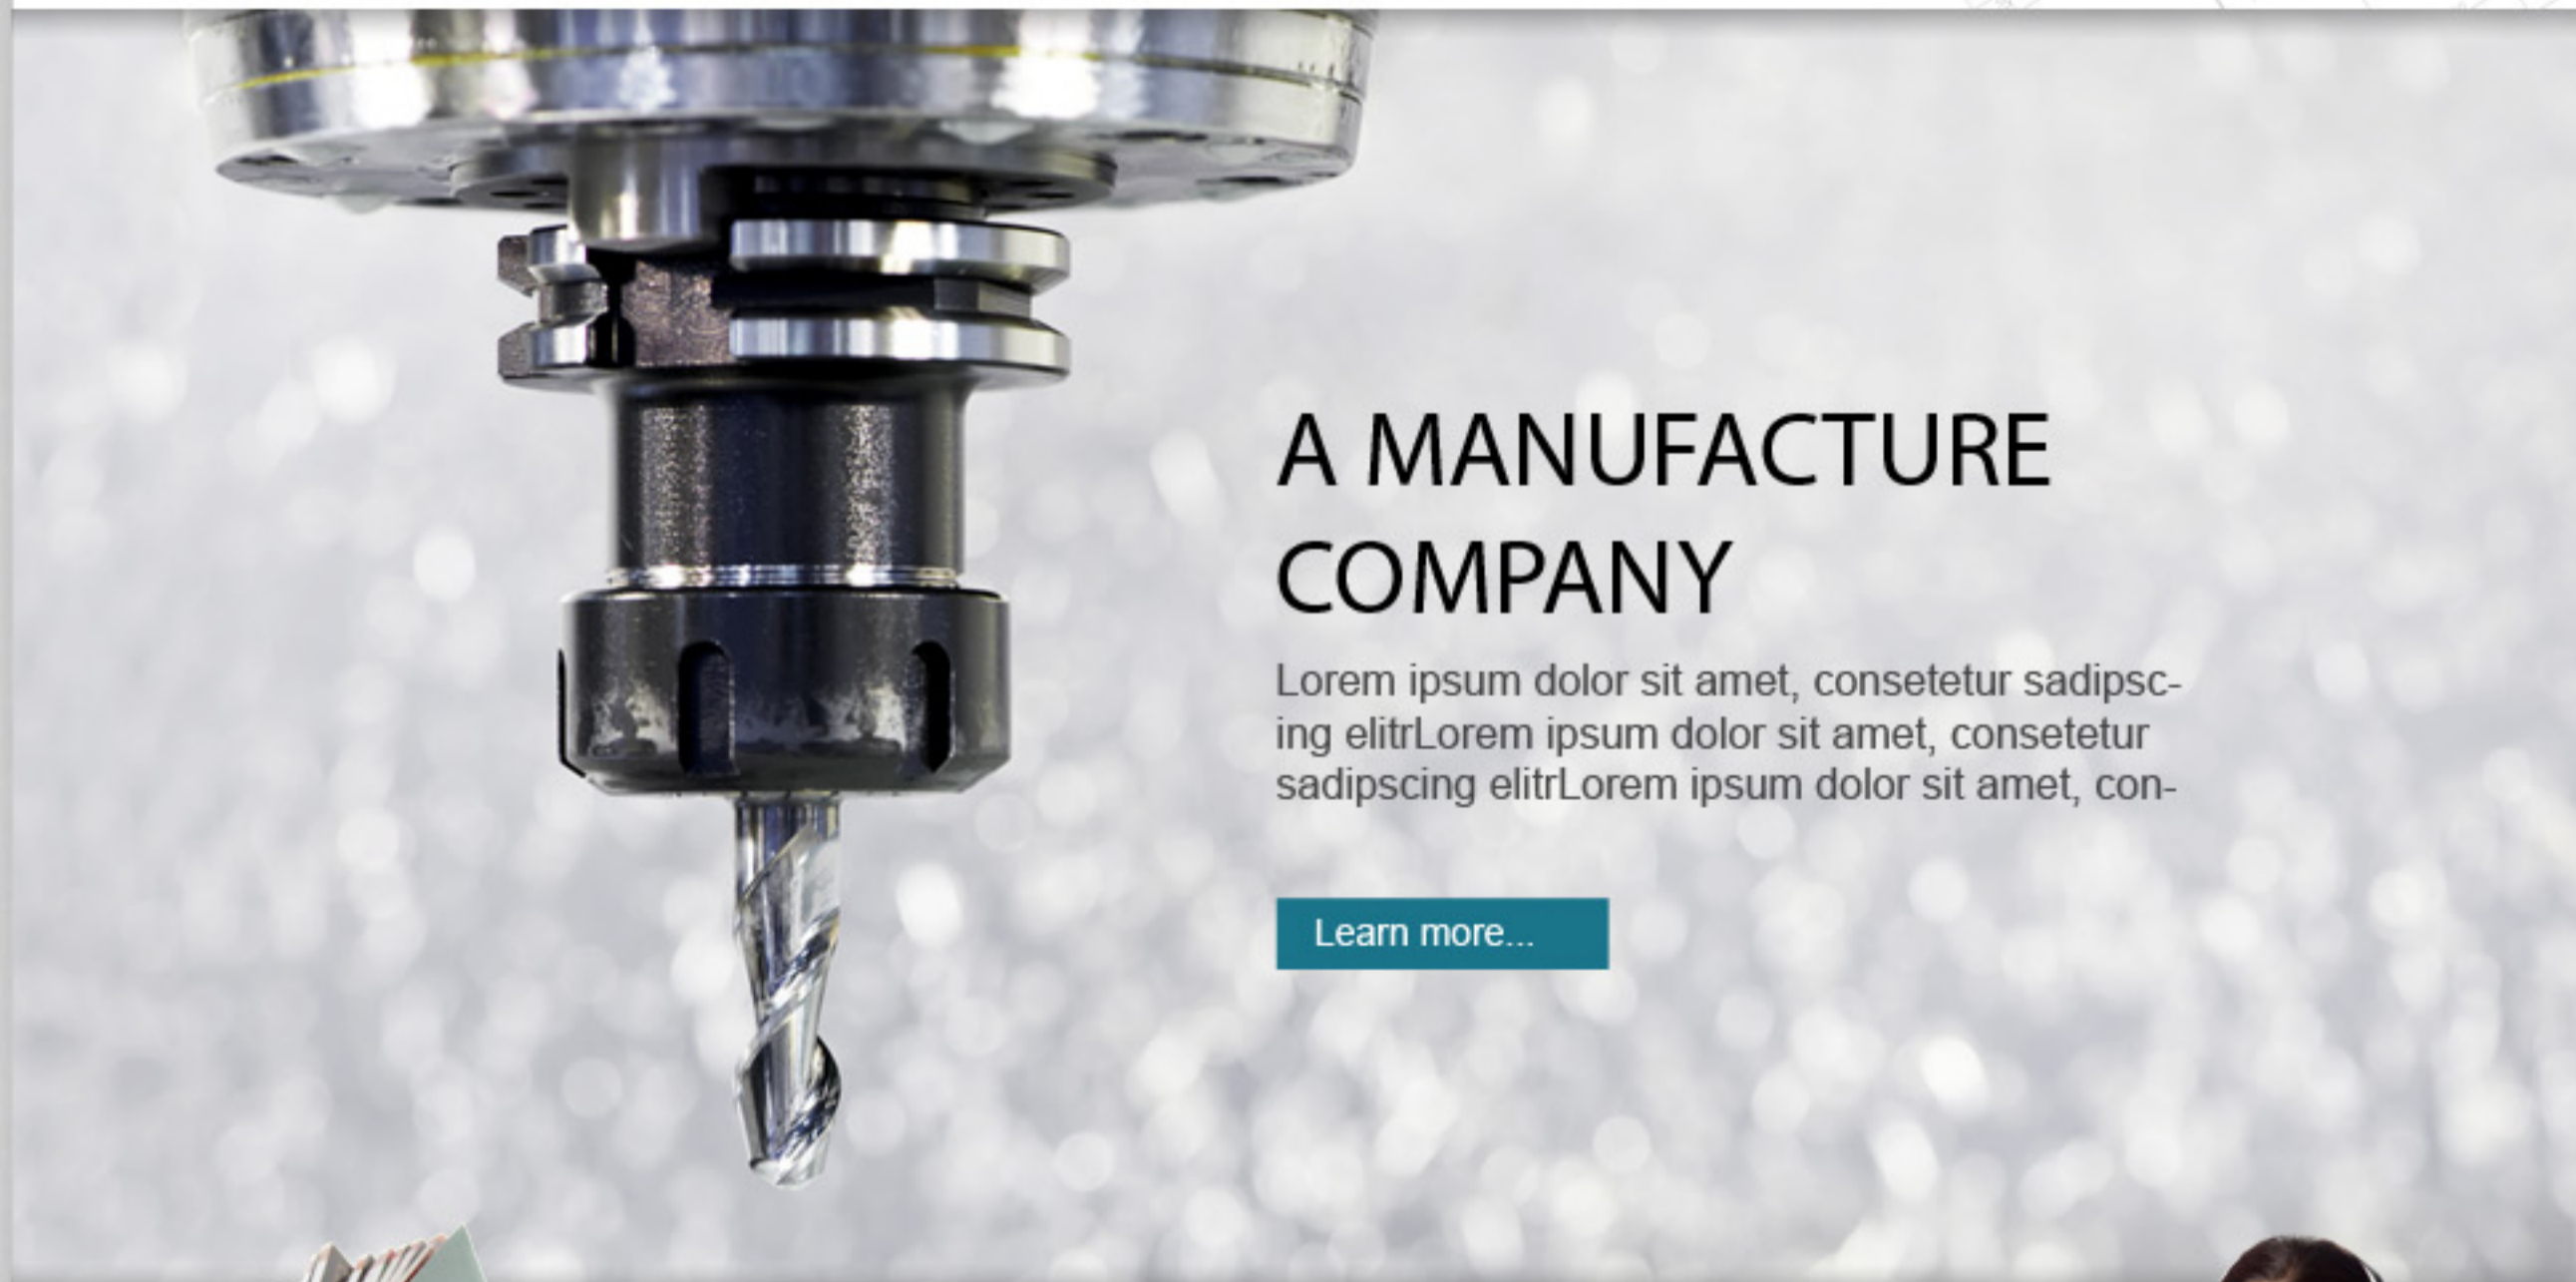 A MANUFACTURE
COMPANY
Lorem ipsum dolor sit amet, consetetur sadipsc-
ing elitrLorem ipsum dolor sit amet, consetetur
sadipscing elitrLorem ipsum dolor sit amet, con-
Learn more...